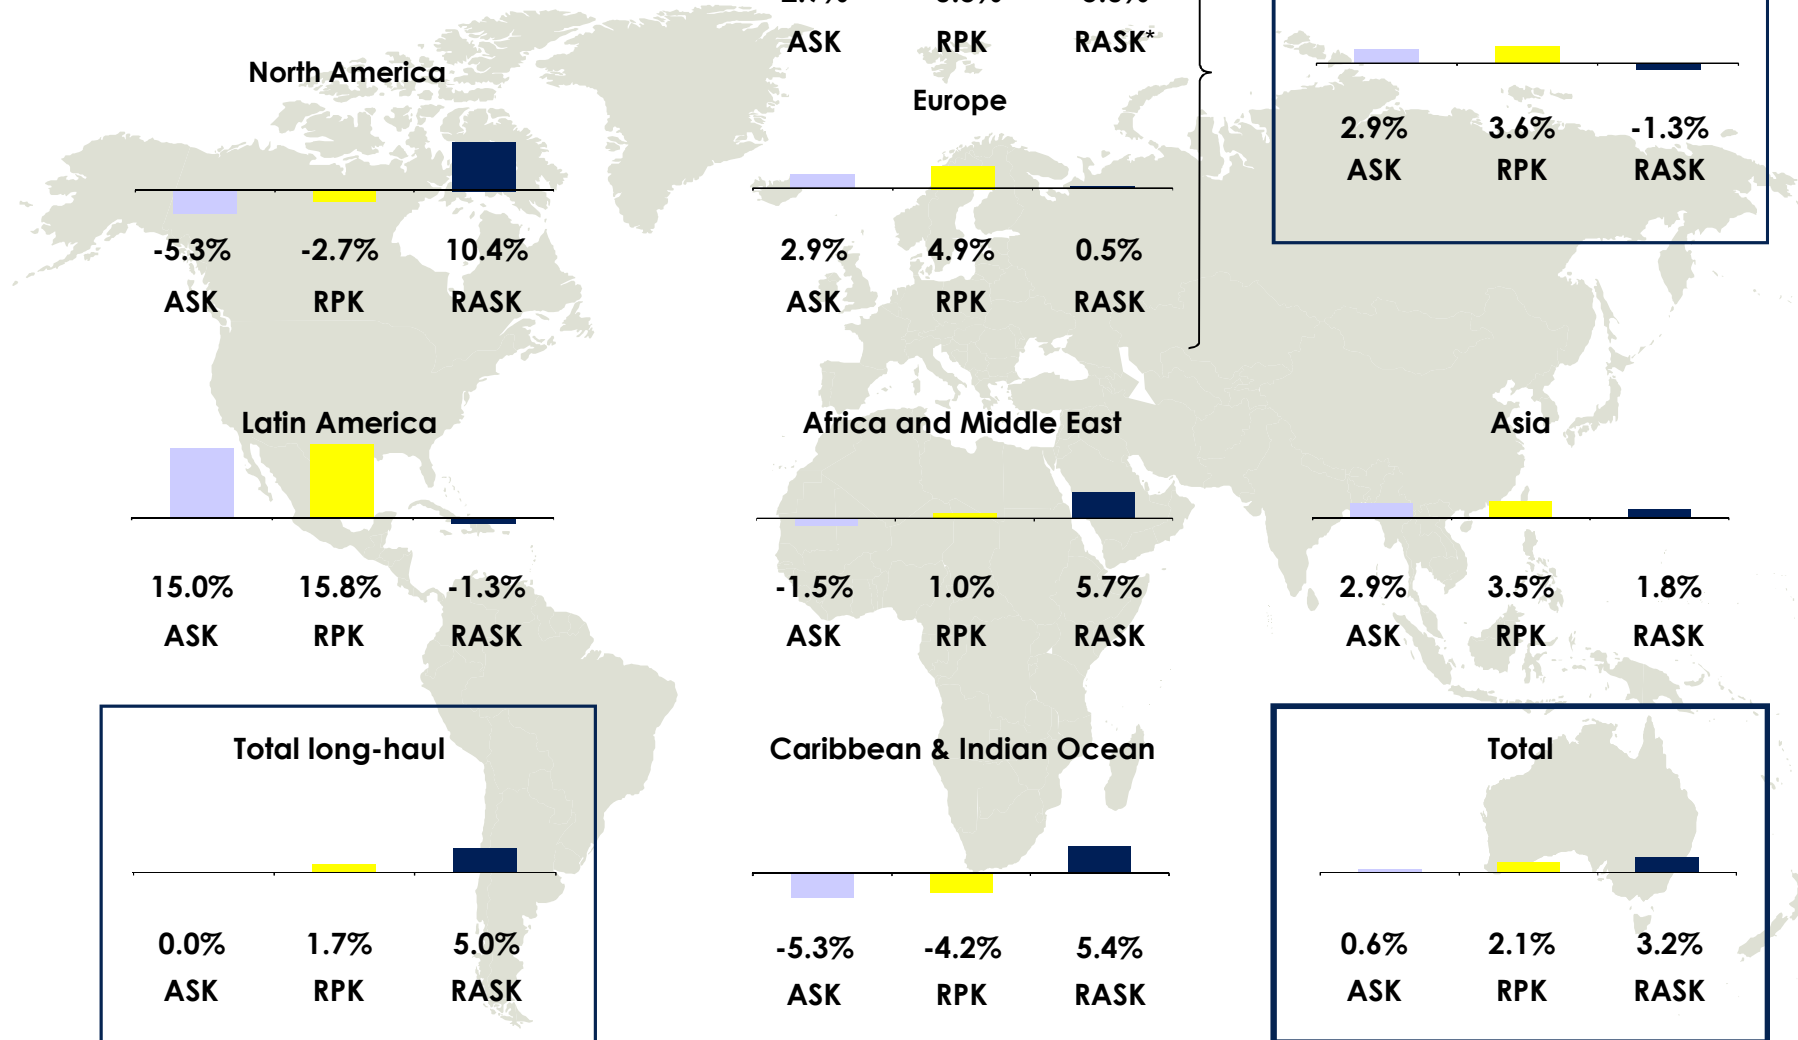 ASK RPK RASK*
North America
Europe
2.9% 3.6% -1.3%
ASK RPK RASK
-5.3% -2.7% 10.4%
ASK RPK RASK
2.9% 4.9% 0.5%
ASK RPK RASK
Latin America
Africa and Middle East
Asia
15.0% 15.8% -1.3%
ASK RPK RASK
-1.5% 1.0% 5.7%
ASK RPK RASK
2.9% 3.5% 1.8%
ASK RPK RASK
Total long-haul
Caribbean & Indian Ocean
Total
0.0% 1.7% 5.0%
ASK RPK RASK
-5.3% -4.2% 5.4%
ASK RPK RASK
0.6% 2.1% 3.2%
ASK RPK RASK